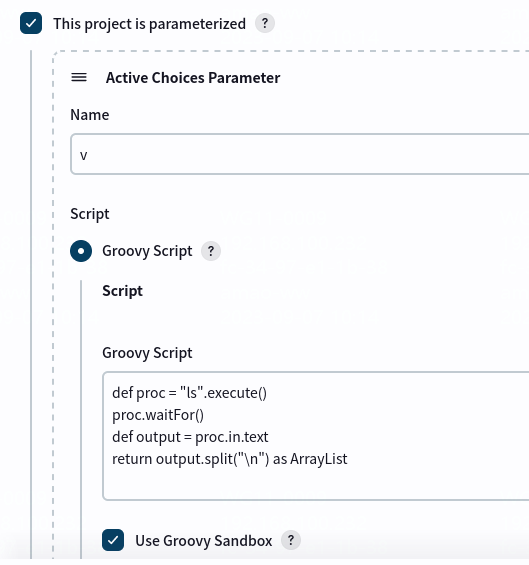 This project is parameterized ?
Active Choices Parameter
Name
v
Script
Groovy Script ?
Script
Groovy Script
def proc = "ls".execute()
proc.waitFor()
def output = proc.in.text
return output.split("\n") as ArrayList
Use Groovy Sandbox ?